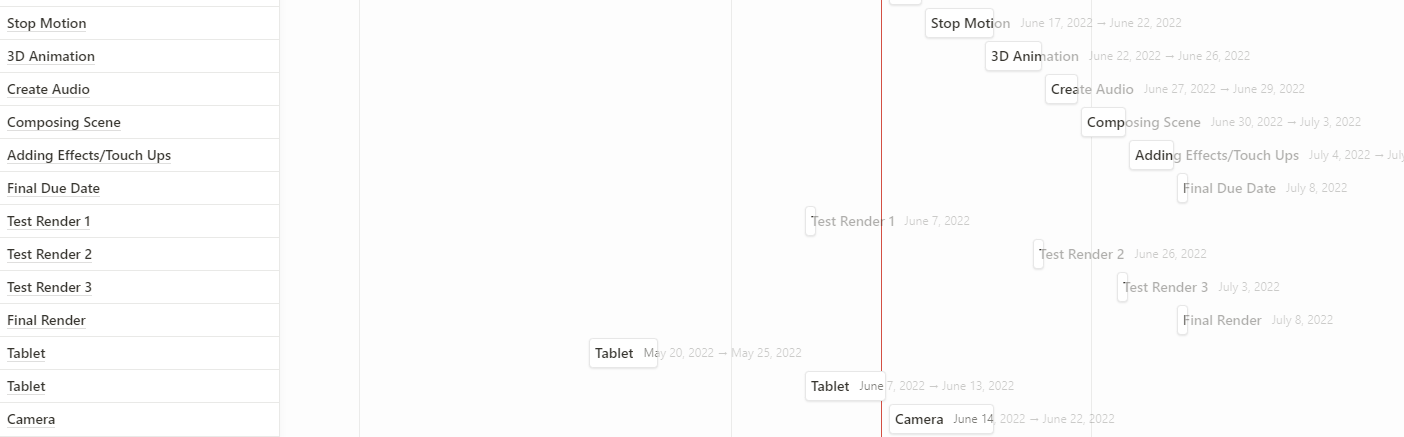 Stop Motion Stop Motion June 17, 2022 → June 22, 2022
3D Animation 3D Animation June 22, 2022 → June 26, 2022
Create Audio Create Audio June 27, 2022 → June 29, 2022
Composing Scene Composing Scene June 30, 2022 → July 3, 2022
Adding Effects/Touch Ups Adding Effects/Touch Ups July 4, 2022 → July
Final Due Date Final Due Date July 8, 2022
Test Render 1 Test Render 1 June 7, 2022
Test Render 2 Test Render 2 June 26, 2022
Test Render 3 Test Render 3 July 3, 2022
Final Render Final Render July 8, 2022
Tablet Tablet May 20, 2022 → May 25, 2022
Tablet Tablet June 7, 2022 → June 13, 2022
Camera Camera June 14, 2022 → June 22, 2022